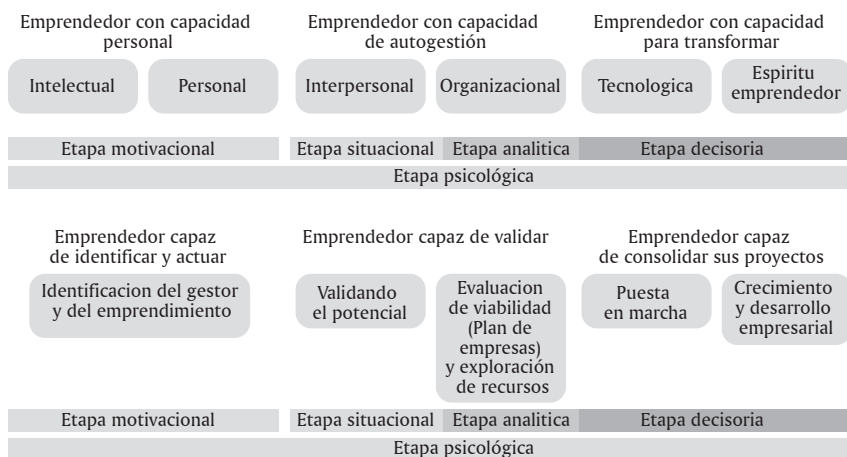 Emprendedor con capacidad
personal
Emprendedor con capacidad
de autogestión
Emprendedor con capacidad
para transformar
Intelectual
Personal
Interpersonal
Organizacional
Tecnologica
Espiritu
emprendedor
Etapa motivacional
Etapa situacional
Etapa analitica
Etapa decisoria
Etapa psicológica
Emprendedor capaz
de identificar y actuar
Emprendedor capaz de validar
Emprendedor capaz
de consolidar sus proyectos
Identificacion del gestor
y del emprendimiento
Validando
el potencial
Evaluacion
de viabilidad
(Plan de
empresas)
y exploración
de recursos
Puesta
en marcha
Crecimiento
y desarrollo
empresarial
Etapa motivacional
Etapa situacional
Etapa analitica
Etapa decisoria
Etapa psicológica